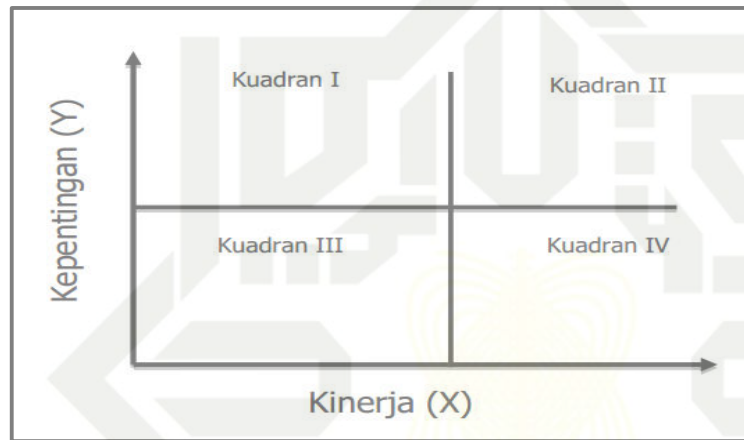 Kuadran I
Kuadran II
Kepentingan (Y)
Kuadran III
Kuadran IV
Kinerja (X)